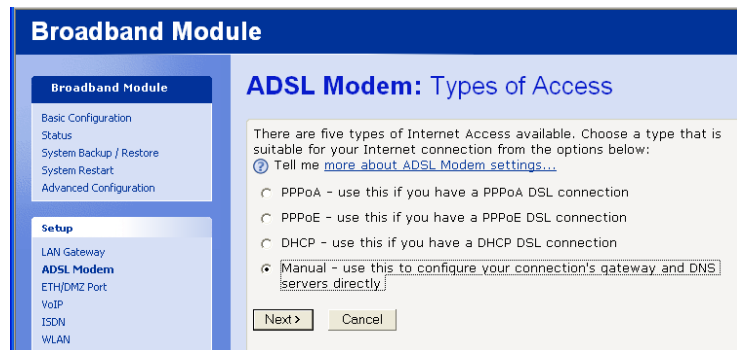 Broadband Module
Broadband Module
Basic Configuration
Status
System Backup / Restore
System Restart
Advanced Configuration
Setup
LAN Gateway
ADSL Modem
ETH/DMZ Port
VoIP
ISDN
WLAN
ADSL Modem: Types of Access
There are five types of Internet Access available. Choose a type that is
suitable for your Internet connection from the options below:
? Tell me more about ADSL Modem settings...
PPPoA - use this if you have a PPPoA DSL connection
PPPoE - use this if you have a PPPoE DSL connection
DHCP - use this if you have a DHCP DSL connection
Manual - use this to configure your connection's gateway and DNS
servers directly
Next> Cancel